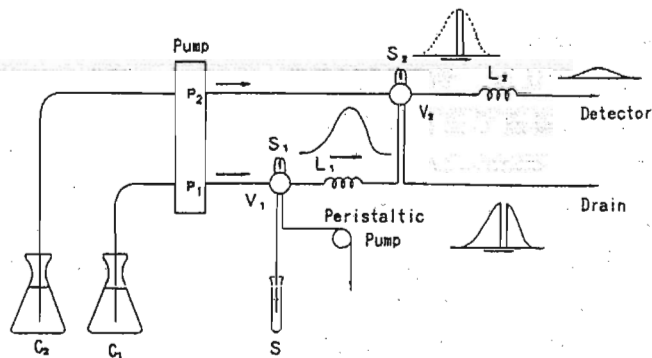 Pump
S₂
P₂
L₂
V₂
Detector
S₁
L₁
P₁
V₁
Drain
Peristaltic
Pump
C₂
C₁
S